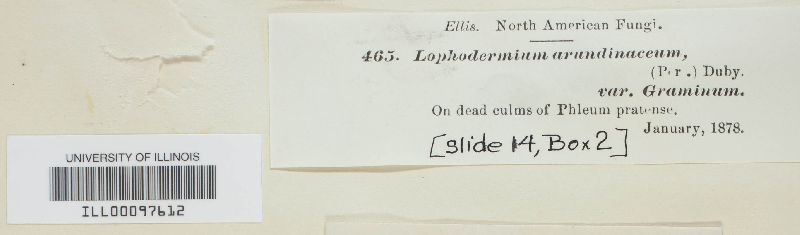 Ellis. North American Fungi.
465. Lophodermium arundinaceum,
(Per.) Duby.
var. Graminum.
On dead culms of Phleum pratense.
January, 1878.
[slide 14, Box 2]
UNIVERSITY OF ILLINOIS
ILL00097612